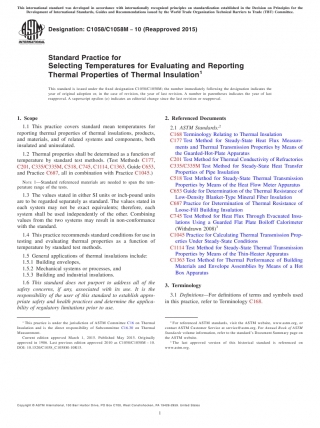 This international standard was developed in accordance with internationally recognized principles on standardization established in the Decision on Principles for the
Development of International Standards, Guides and Recommendations issued by the World Trade Organization Technical Barriers to Trade (TBT) Committee.
Designation: C1058/C1058M − 10 (Reapproved 2015)
Standard Practice for
Selecting Temperatures for Evaluating and Reporting
Thermal Properties of Thermal Insulation1
This standard is issued under the fixed designation C1058/C1058M; the number immediately following the designation indicates the
year of original adoption or, in the case of revision, the year of last revision. A number in parentheses indicates the year of last
reapproval. A superscript epsilon (ε) indicates an editorial change since the last revision or reapproval.
1. Scope
1.1 This practice covers standard mean temperatures for
reporting thermal properties of thermal insulations, products,
and materials, and of related systems and components, both
insulated and uninsulated.
1.2 Thermal properties shall be determined as a function of
temperature by standard test methods. (Test Methods C177,
C201, C335/C335M, C518, C745, C1114, C1363, Guide C653,
and Practice C687, all in combination with Practice C1045.)
NOTE 1—Referenced material are needed to span the
temperature range of the tests.
1.3 The values stated in either SI units or inch-pound units
are to be regarded separately as standard. The values stated in
each system may not be exact equivalents; therefore, each
system shall be used independently of the other. Combining
values from the two systems may result in non-conformance
with the standard.
1.4 This practice recommends standard conditions for use in
testing and evaluating thermal properties as a function of
temperature by standard test methods.
1.5 General applications of thermal insulations include:
1.5.1 Building envelopes,
1.5.2 Mechanical systems or processes, and
1.5.3 Building and industrial insulations.
1.6 This standard does not purport to address all of the
safety concerns, if any, associated with its use. It is the
responsibility of the user of this standard to establish appro-
priate safety and health practices and determine the applica-
bility of regulatory limitations prior to use.
2. Referenced Documents
2.1 ASTM Standards:2
C168 Terminology Relating to Thermal Insulation
C177 Test Method for Steady-State Heat Flux Measure-
ments and Thermal Transmission Properties by Means of
the Guarded-Hot-Plate Apparatus
C201 Test Method for Thermal Conductivity of Refractories
C335/C335M Test Method for Steady-State Heat Transfer
Properties of Pipe Insulation
C518 Test Method for Steady-State Thermal Transmission
Properties by Means of the Heat Flow Meter Apparatus
C653 Guide for Determination of the Thermal Resistance of
Low-Density Blanket-Type Mineral Fiber Insulation
C687 Practice for Determination of Thermal Resistance of
Loose-Fill Building Insulation
C745 Test Method for Heat Flux Through Evacuated Insu-
lations Using a Guarded Flat Plate Boiloff Calorimeter
(Withdrawn 2008)3
C1045 Practice for Calculating Thermal Transmission Prop-
erties Under Steady-State Conditions
C1114 Test Method for Steady-State Thermal Transmission
Properties by Means of the Thin-Heater Apparatus
C1363 Test Method for Thermal Performance of Building
Materials and Envelope Assemblies by Means of a Hot
Box Apparatus
3. Terminology
3.1 Definitions—For definitions of terms and symbols used
in this practice, refer to Terminology C168.
1 This practice is under the jurisdiction of ASTM Committee C16 on Thermal
Insulation and is the direct responsibility of Subcommittee C16.30 on Thermal
Measurement.
Current edition approved March 1, 2015. Published May 2015. Originally
approved in 1986. Last previous edition approved in 2010 as C1058/C1058M – 10.
2 For referenced ASTM standards, visit the ASTM website, www.astm.org, or
contact ASTM Customer Service at service@astm.org. For Annual Book of ASTM
Standards volume information, refer to the standard's Document Summary page on
the ASTM website.
3 The last approved version of this historical standard is referenced on
www.astm.org.
Copyright © ASTM International, 100 Barr Harbor Drive, PO Box C700, West Conshohocken, PA 19428-2959. United States
1